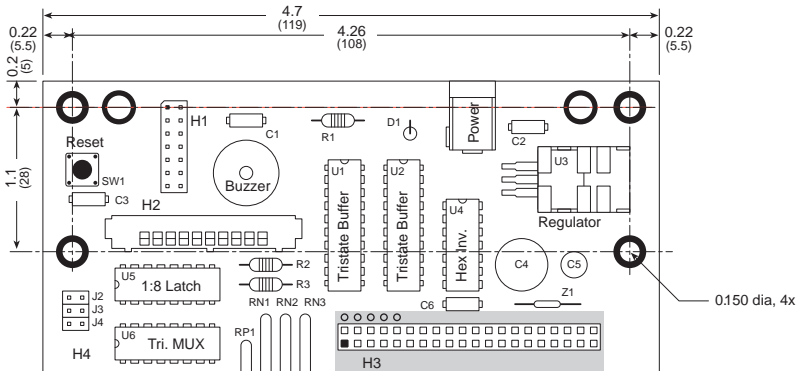 4.7
(119)
0.22
(5.5)
4.26
(108)
0.22
(5.5)
0.2
(5)
1.1
(28)
Reset
SW1
C3
H1
C1
Buzzer
R1
D1
Power
C2
U3
Regulator
H2
U1
Tristate Buffer
U2
Tristate Buffer
U4
Hex Inv.
C4
C5
U5
1:8 Latch
R2
R3
RN1 RN2 RN3
C6
Z1
0.150 dia, 4x
J2
J3
J4
U6
Tri. MUX
RP1
H4
H3